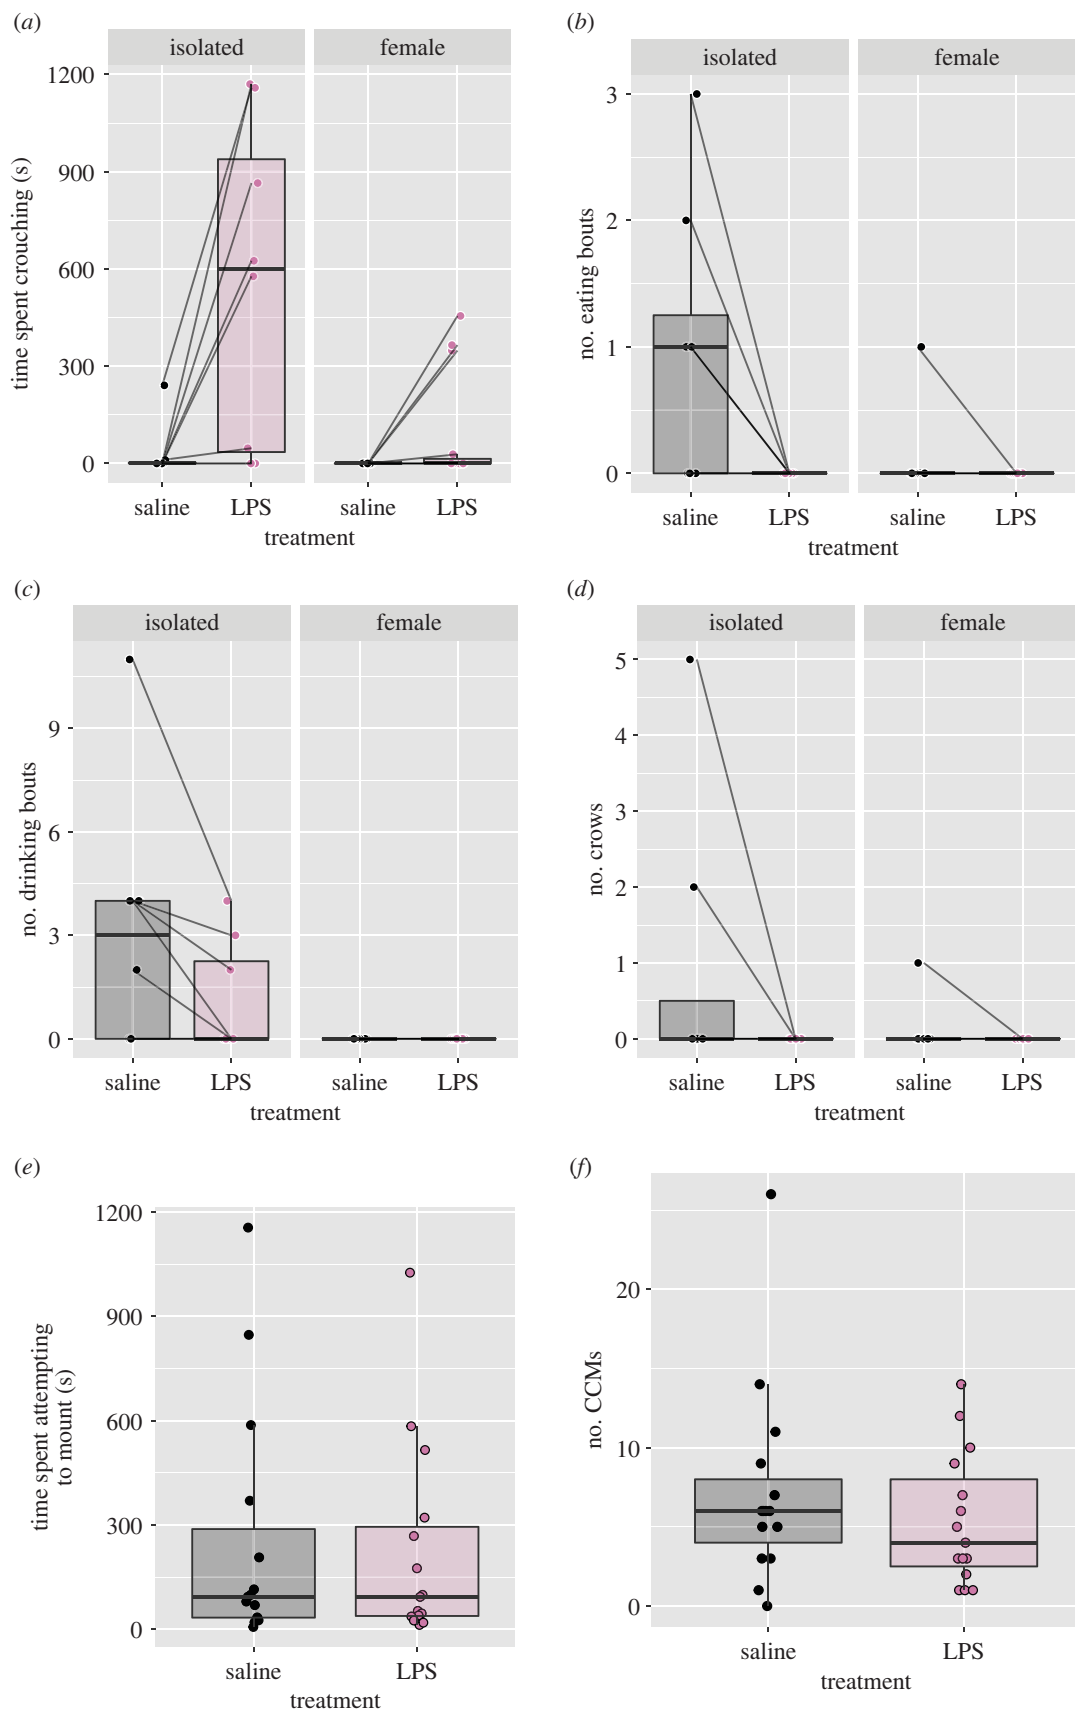 (a)
isolated
female
time spent crouching (s)
1200
900
600
300
0
saline
LPS
saline
LPS
treatment
(b)
isolated
female
no. eating bouts
3
2
1
0
saline
LPS
saline
LPS
treatment
(c)
isolated
female
no. drinking bouts
9
6
3
0
saline
LPS
saline
LPS
treatment
(d)
isolated
female
no. crows
5
4
3
2
1
0
saline
LPS
saline
LPS
treatment
(e)
time spent attempting
to mount (s)
1200
900
600
300
0
saline
LPS
treatment
(f)
no. CCMs
20
10
0
saline
LPS
treatment